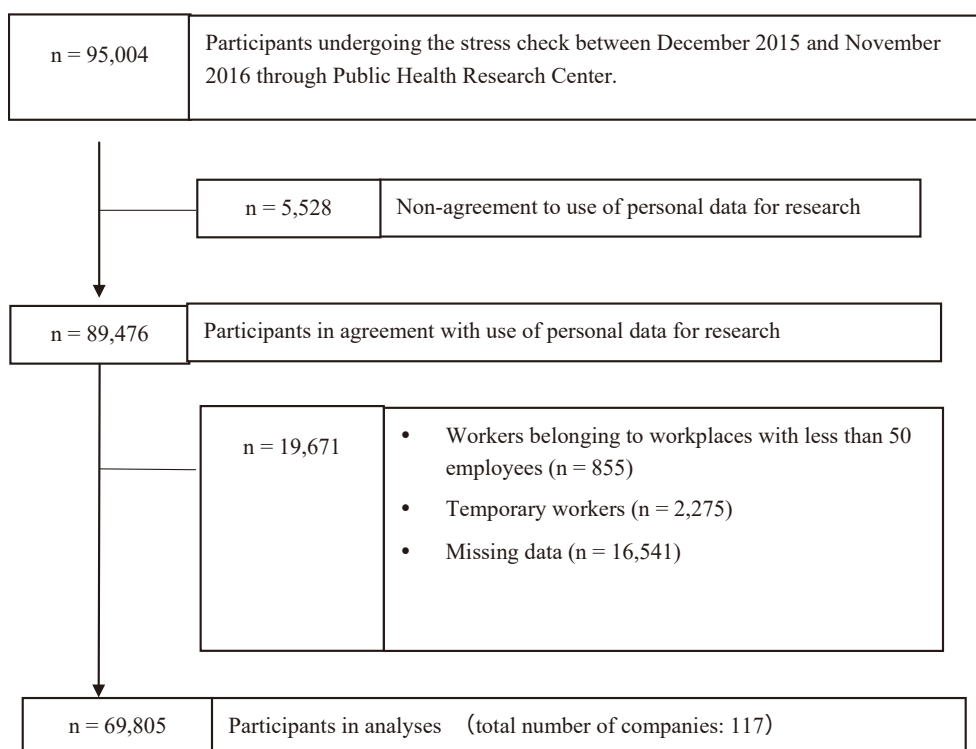 n = 95,004
Participants undergoing the stress check between December 2015 and November
2016 through Public Health Research Center.
n = 5,528
Non-agreement to use of personal data for research
n = 89,476
Participants in agreement with use of personal data for research
n = 19,671
• Workers belonging to workplaces with less than 50
employees (n = 855)
• Temporary workers (n = 2,275)
• Missing data (n = 16,541)
n = 69,805
Participants in analyses （total number of companies: 117）